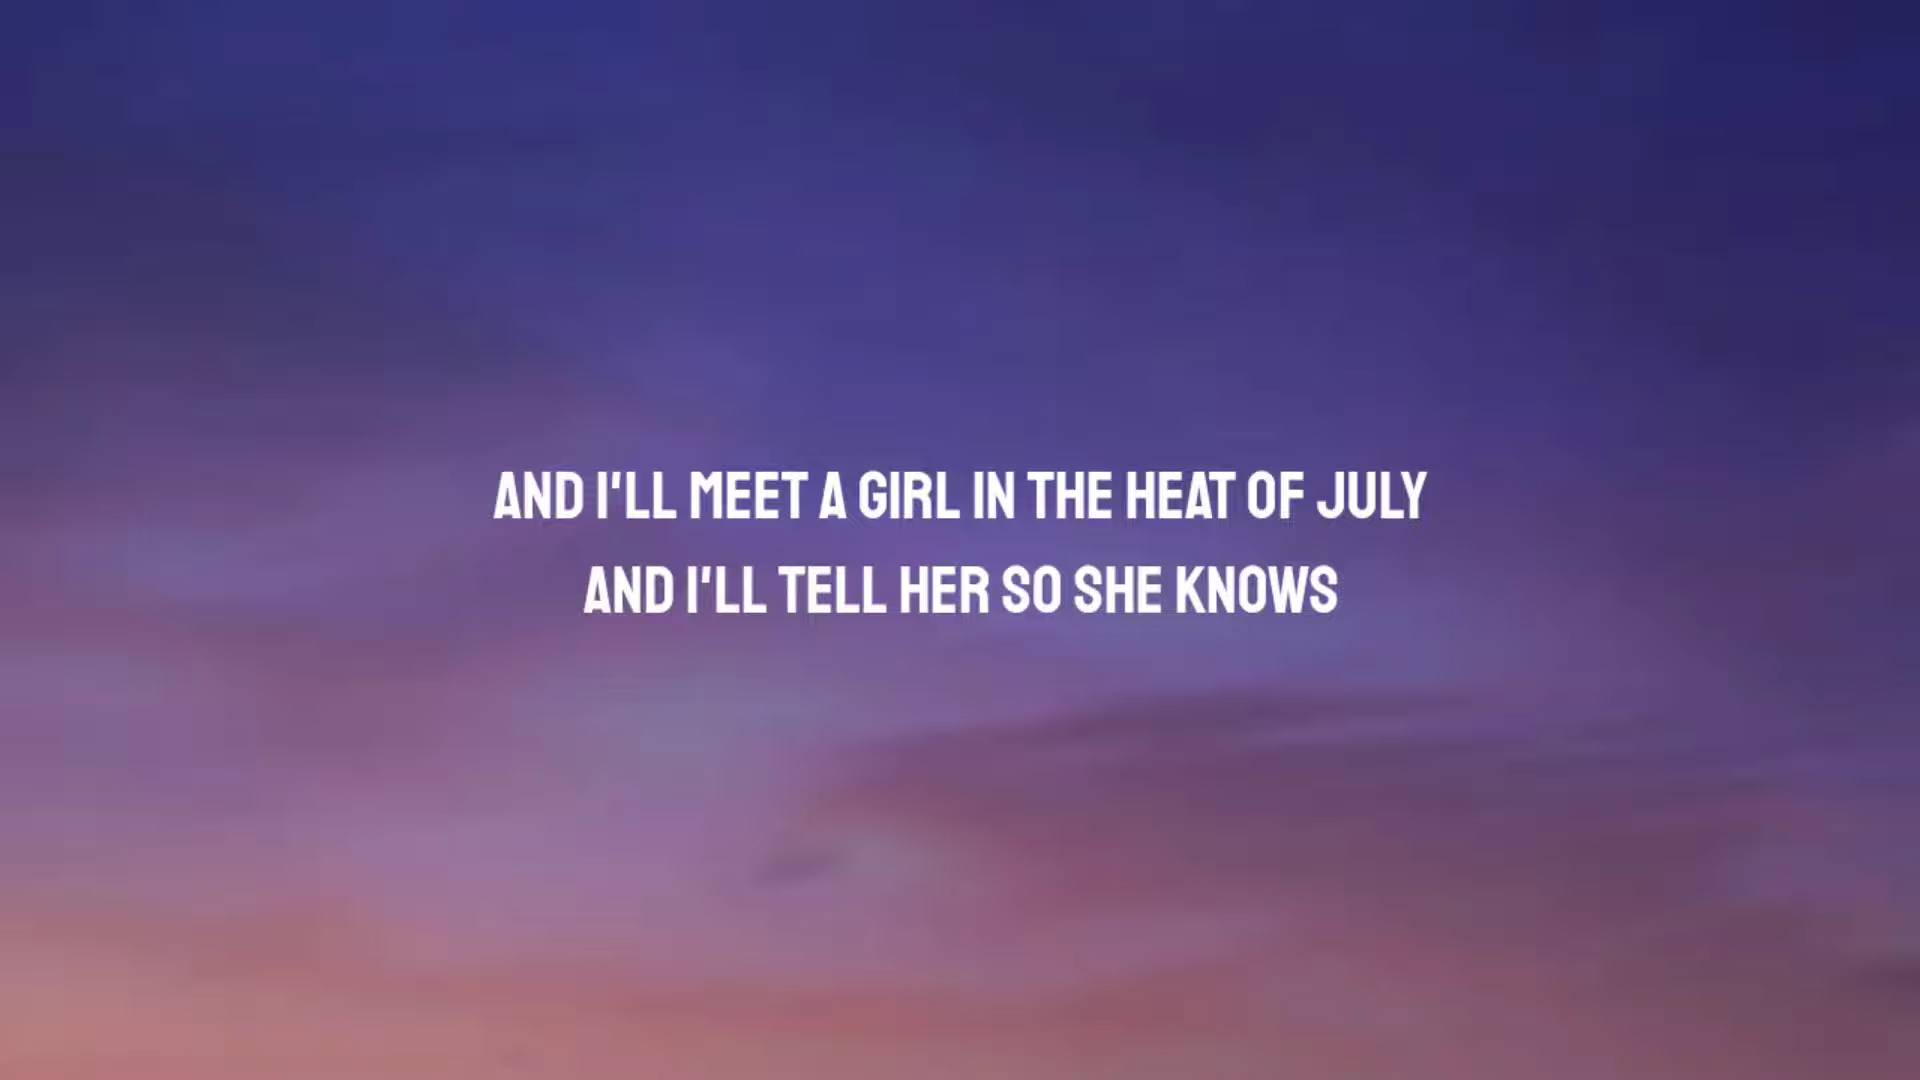 AND I'LL MEET A GIRL IN THE HEAT OF JULY
AND I'LL TELL HER SO SHE KNOWS